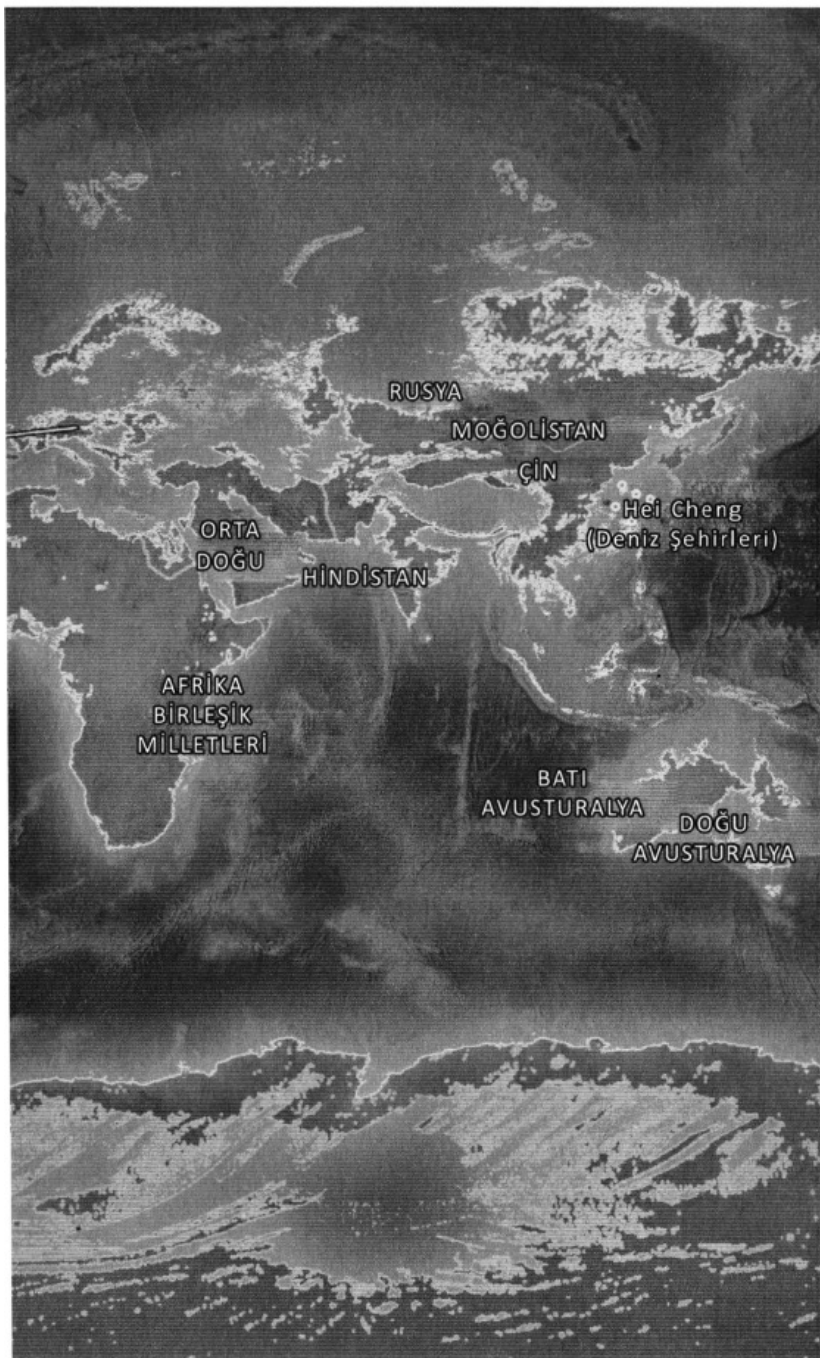 RUSYA
MOĞOLİSTAN
ÇİN
Hei Cheng
(Deniz Şehirleri)
ORTA
DOĞU
HİNDİSTAN
AFRİKA
BİRLEŞİK
MİLLETLERİ
BATI
AVUSTURALYA
DOĞU
AVUSTURALYA